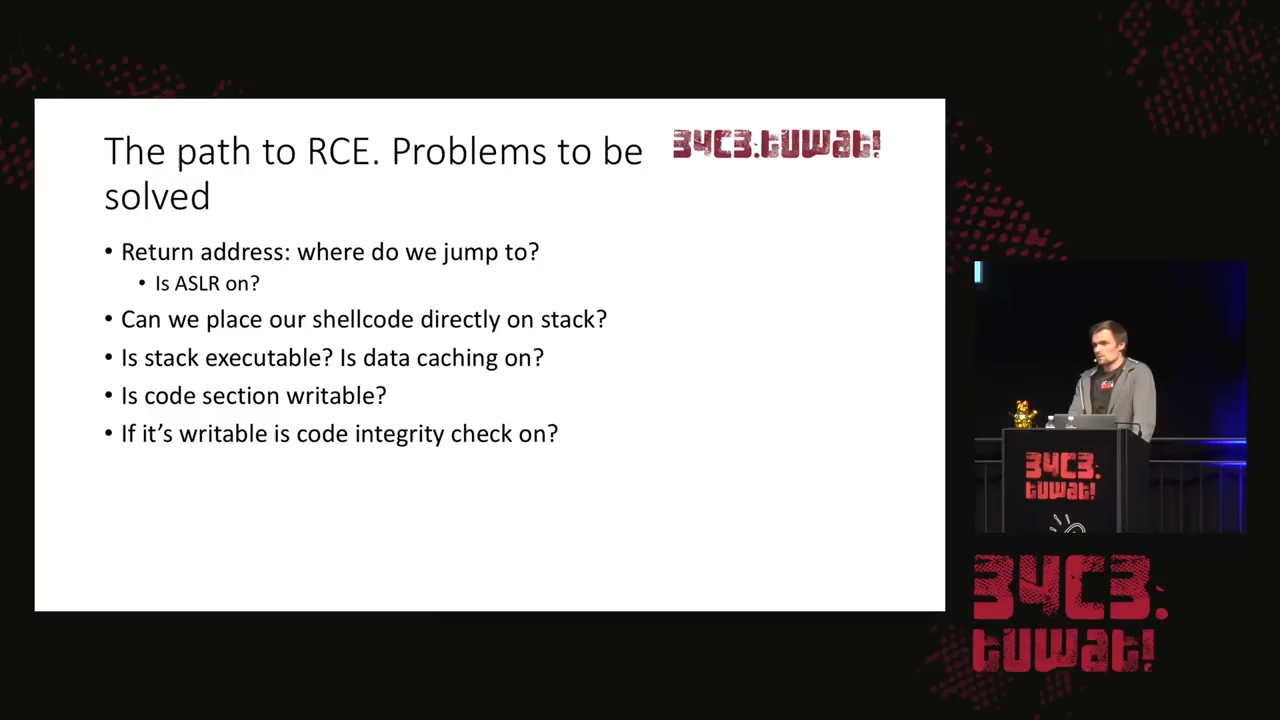 The path to RCE. Problems to be
solved
34C3.tuwat!
• Return address: where do we jump to?
• Is ASLR on?
• Can we place our shellcode directly on stack?
• Is stack executable? Is data caching on?
• Is code section writable?
• If it’s writable is code integrity check on?
34C3.
tuwat!
34C3.
tuwat!